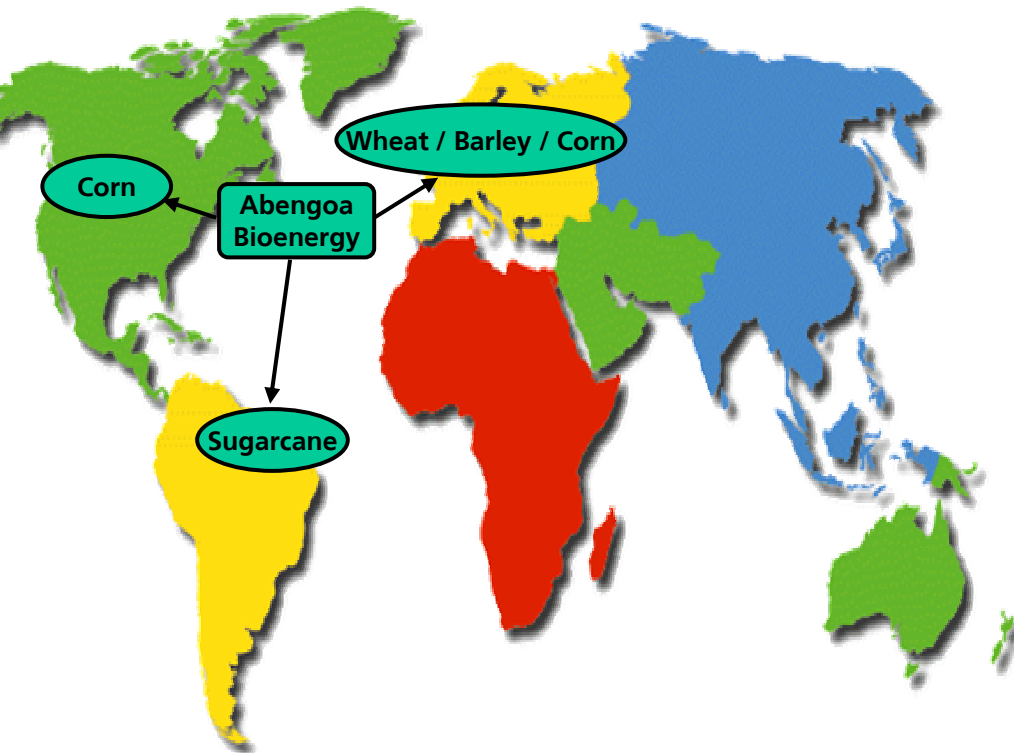 Wheat / Barley / Corn
Corn
Abengoa
Bioenergy
Sugarcane